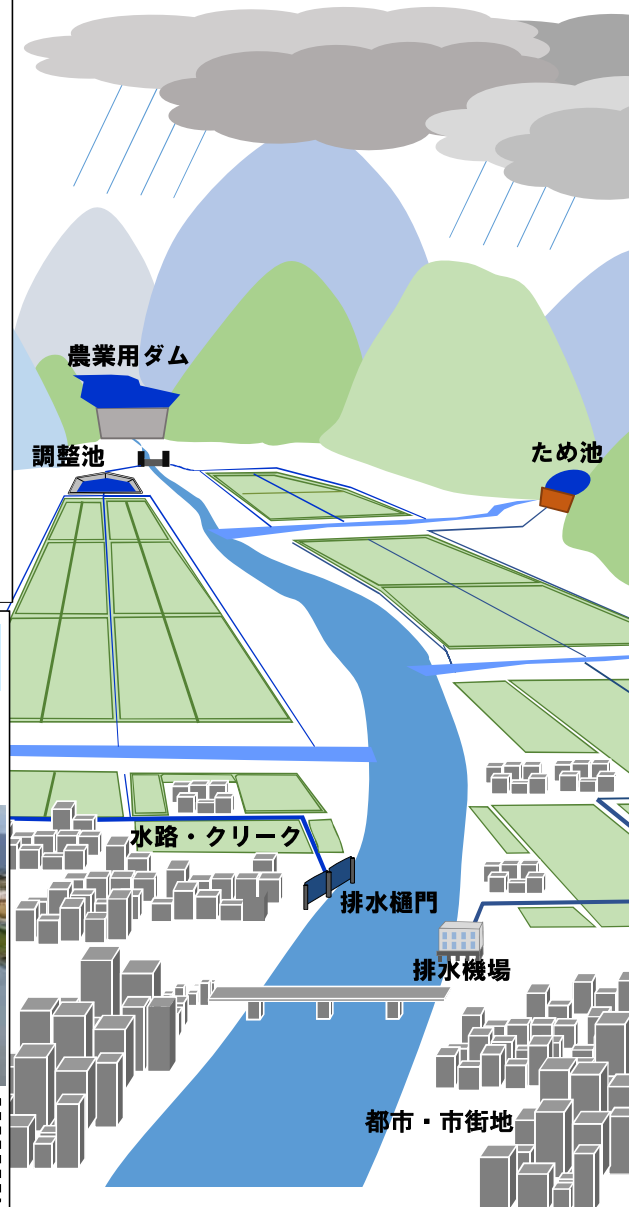 農業用ダム
調整池
ため池
水路・クリーク
排水樋門
排水機場
都市・市街地